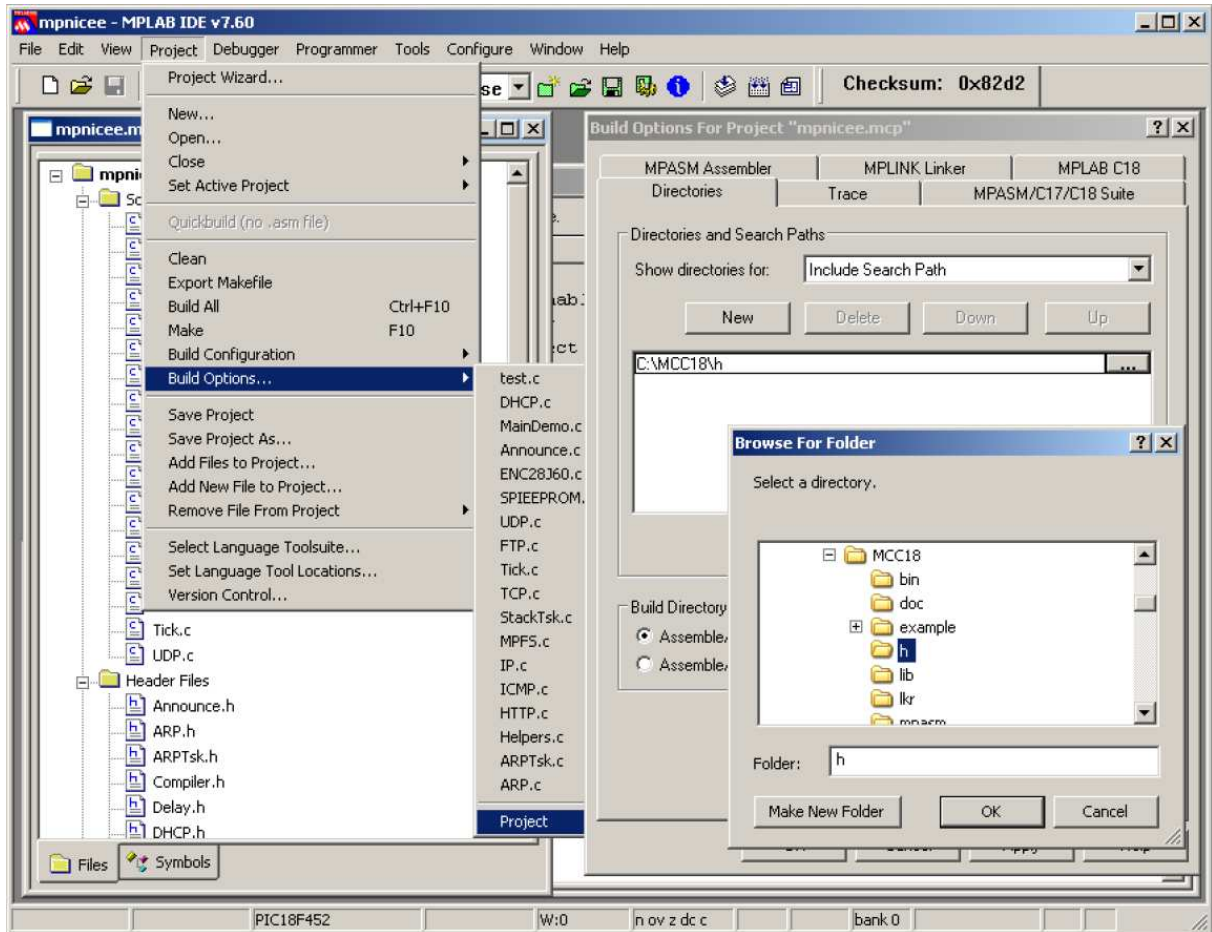 mpnicee - MPLAB IDE v7.60
File Edit View Project Debugger Programmer Tools Configure Window Help
Checksum: 0x82d2
Project Wizard...
New...
Open...
Close
Set Active Project
Quickbuild (no .asm file)
Clean
Export Makefile
Build All Ctrl+F10
Make F10
Build Configuration
Build Options...
Save Project
Save Project As...
Add Files to Project...
Add New File to Project...
Remove File From Project
Select Language Toolsuite...
Set Language Tool Locations...
Version Control...
Tick.c
UDP.c
Header Files
Announce.h
ARP.h
ARPTsk.h
Compiler.h
Delay.h
DHCP.h
Files Symbols
test.c
DHCP.c
MainDemo.c
Announce.c
ENC28J60.c
SPIEEPROM.
UDP.c
FTP.c
Tick.c
TCP.c
StackTsk.c
MPFS.c
IP.c
ICMP.c
HTTP.c
Helpers.c
ARPTsk.c
ARP.c
Project
Build Options For Project "mpnicee.mcp"
MPASM Assembler MPLINK Linker MPLAB C18
Directories Trace MPASM/C17/C18 Suite
Directories and Search Paths
Show directories for: Include Search Path
New Delete Down Up
C:\MCC18\h ...
Build Directory
Assemble
Assemble
Browse For Folder
Select a directory.
MCC18
bin
doc
example
h
lib
lkr
mpasm
Folder: h
Make New Folder OK Cancel
PIC18F452 W:0 n ov z dc c bank 0